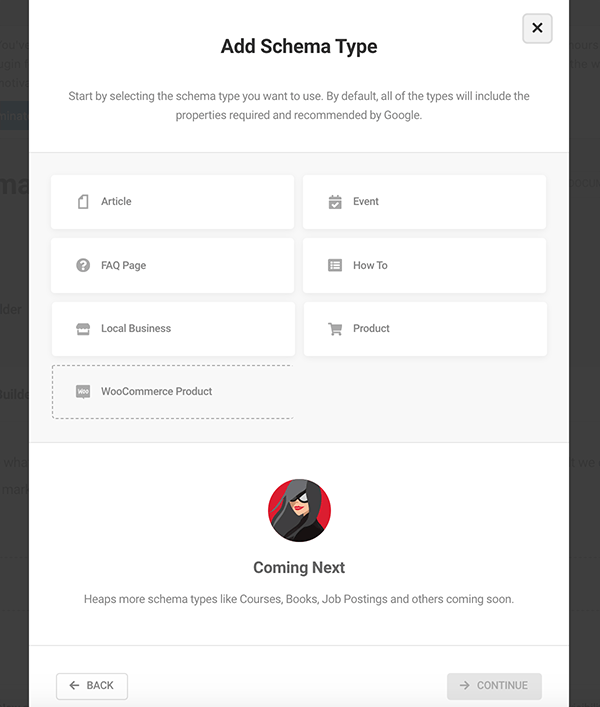 Add Schema Type
Start by selecting the schema type you want to use. By default, all of the types will include the
properties required and recommended by Google.
Article
Event
FAQ Page
How To
Local Business
Product
Woo WooCommerce Product
Coming Next
Heaps more schema types like Courses, Books, Job Postings and others coming soon.
BACK
CONTINUE